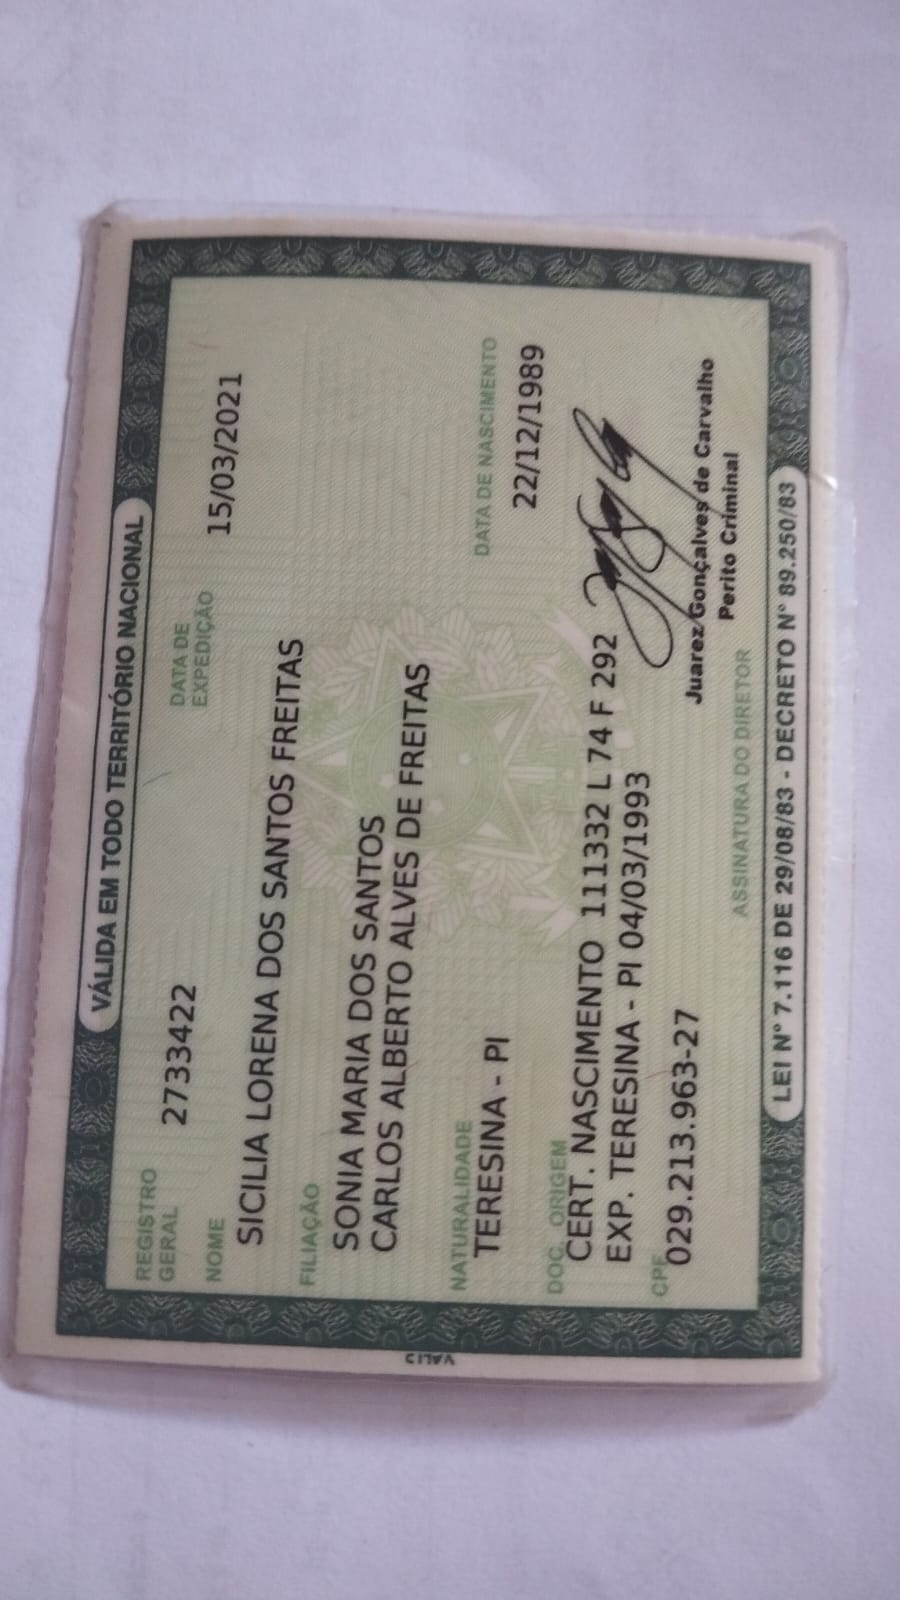 VÁLIDA EM TODO TERRITÓRIO NACIONAL
REGISTRO GERAL 2733422 DATA DE EXPEDIÇÃO 15/03/2021
NOME
SICILIA LORENA DOS SANTOS FREITAS
FILIAÇÃO
SONIA MARIA DOS SANTOS
CARLOS ALBERTO ALVES DE FREITAS
NATURALIDADE DATA DE NASCIMENTO
TERESINA - PI 22/12/1989
DOC. ORIGEM
CERT. NASCIMENTO 111332 L 74 F 292
EXP. TERESINA - PI 04/03/1993
CPF
029.213.963-27
Juarez Gonçalves de Carvalho
Perito Criminal
ASSINATURA DO DIRETOR
LEI Nº 7.116 DE 29/08/83 - DECRETO Nº 89.250/83